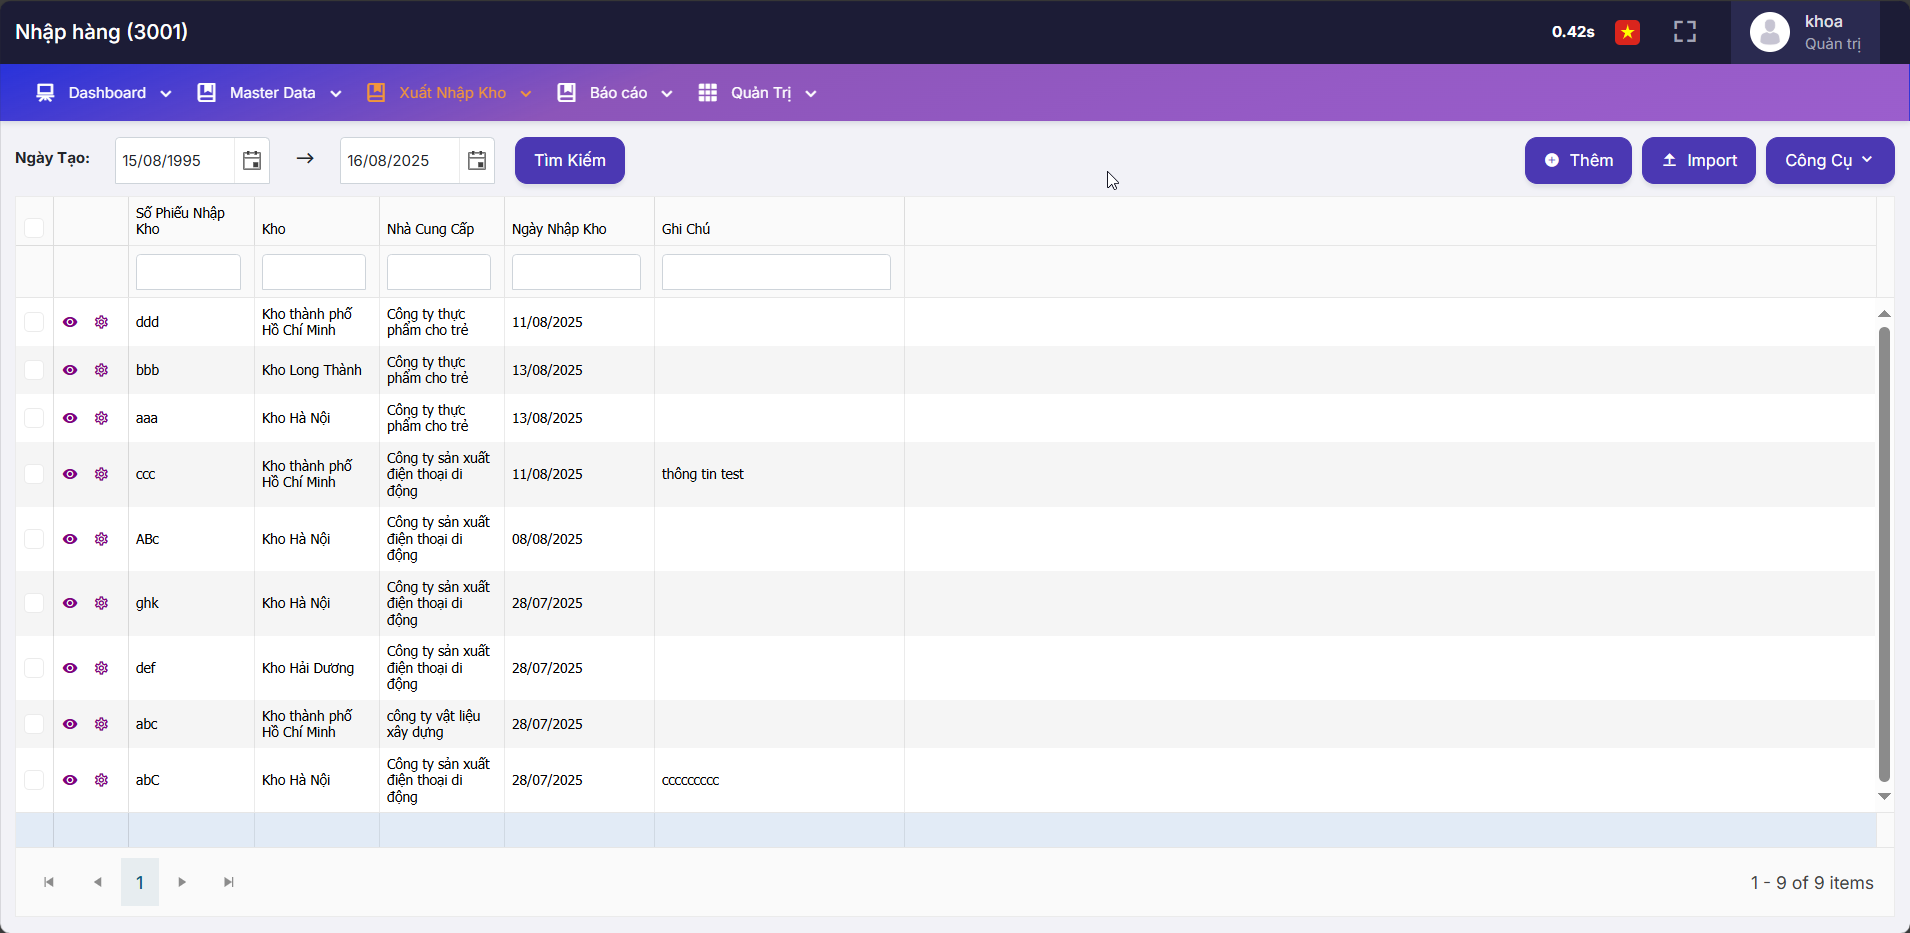 Nhập hàng (3001)
0.42s
khoa
Quản trị
Dashboard
Master Data
Xuất Nhập Kho
Báo cáo
Quản Trị
Ngày Tạo:
15/08/1995
→
16/08/2025
Tìm Kiếm
Thêm
Import
Công Cụ
Số Phiếu Nhập
Kho
Kho
Nhà Cung Cấp
Ngày Nhập Kho
Ghi Chú
ddd
Kho thành phố
Hồ Chí Minh
Công ty thực
phẩm cho trẻ
11/08/2025
bbb
Kho Long Thành
Công ty thực
phẩm cho trẻ
13/08/2025
aaa
Kho Hà Nội
Công ty thực
phẩm cho trẻ
13/08/2025
ccc
Kho thành phố
Hồ Chí Minh
Công ty sản xuất
điện thoại di
động
11/08/2025
thông tin test
ABc
Kho Hà Nội
Công ty sản xuất
điện thoại di
động
08/08/2025
ghk
Kho Hà Nội
Công ty sản xuất
điện thoại di
động
28/07/2025
def
Kho Hải Dương
Công ty sản xuất
điện thoại di
động
28/07/2025
abc
Kho thành phố
Hồ Chí Minh
công ty vật liệu
xây dựng
28/07/2025
abC
Kho Hà Nội
Công ty sản xuất
điện thoại di
động
28/07/2025
ccccccccc
1
1 - 9 of 9 items